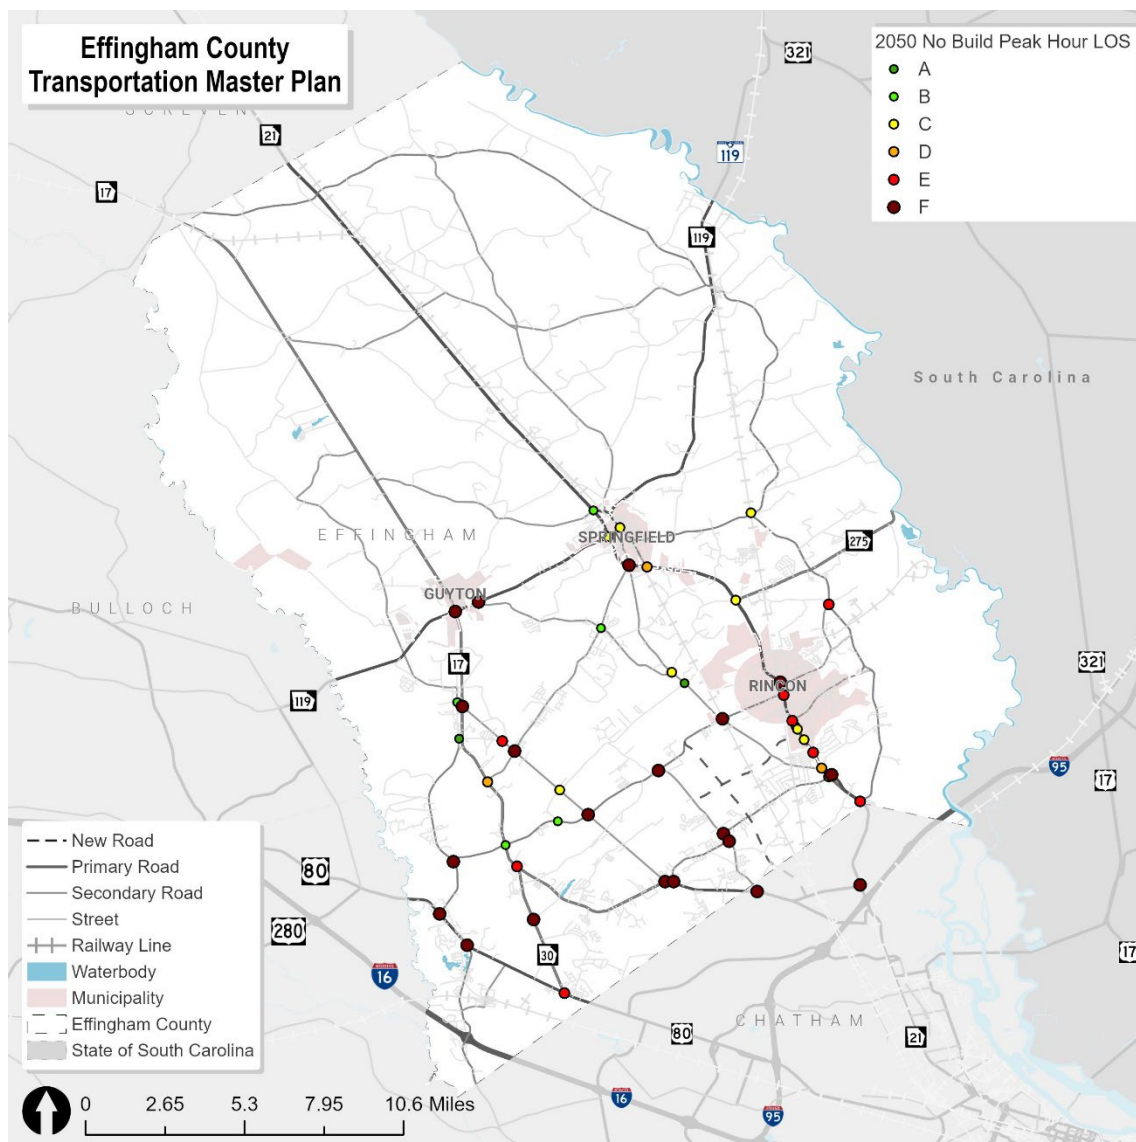 Effingham County
Transportation Master Plan
2050 No Build Peak Hour LOS
A
B
C
D
E
F
SCREVEN
321
21
119
17
119
South Carolina
EFFINGHAM
SPRINGFIELD
275
GUYTON
BULLOCH
17
RINCON
321
119
95
17
New Road
Primary Road
Secondary Road
Street
Railway Line
Waterbody
Municipality
Effingham County
State of South Carolina
80
280
16
30
17
CHATHAM
80
21
16
95
0 2.65 5.3 7.95 10.6 Miles